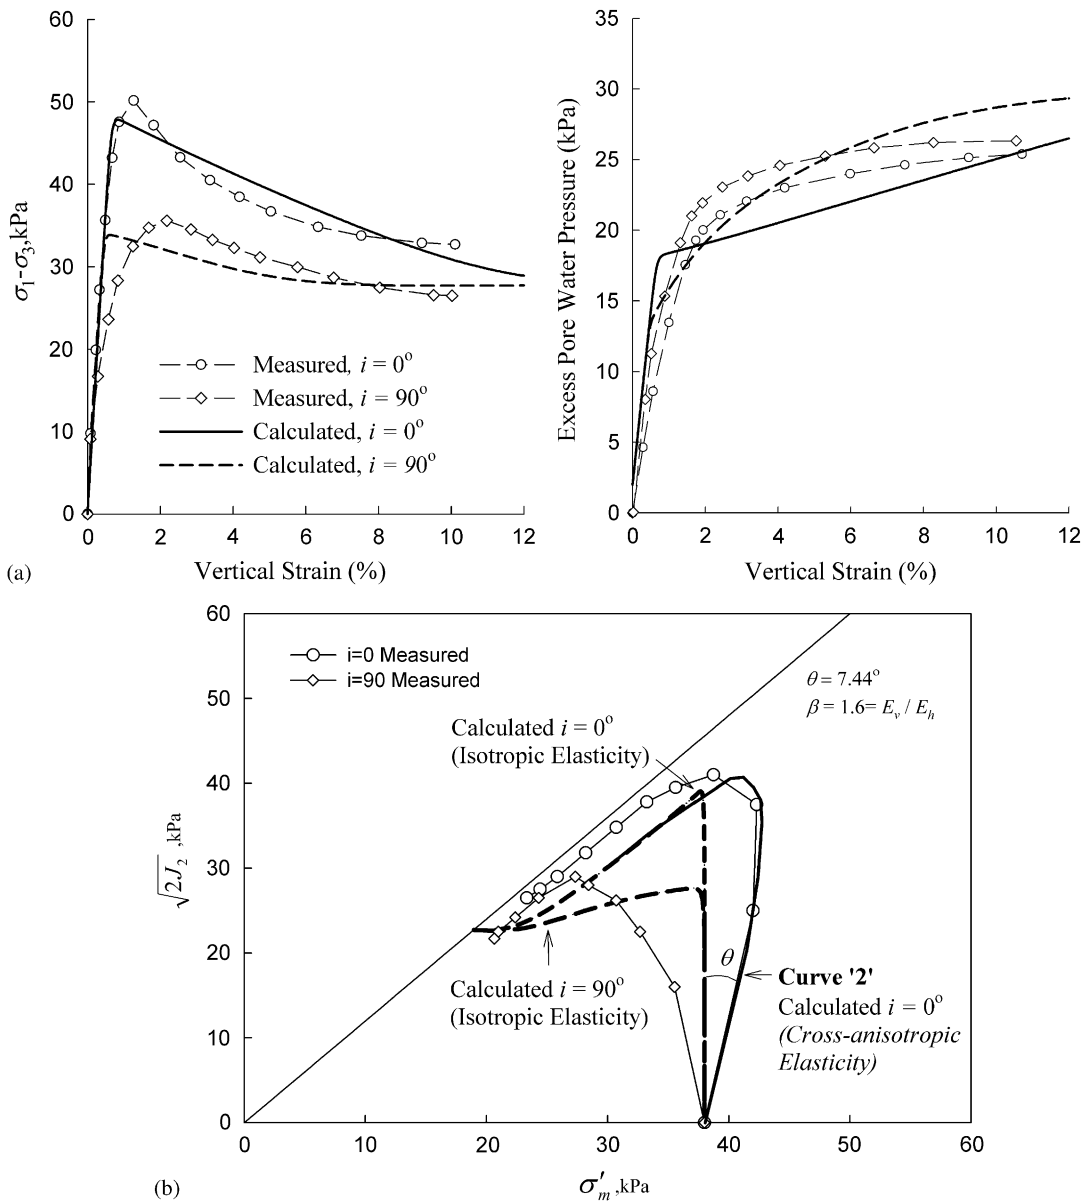 60
50
40
30
20
10
0
σ₁-σ₃,kPa
Measured, i = 0°
Measured, i = 90°
Calculated, i = 0°
Calculated, i = 90°
0 2 4 6 8 10 12
Vertical Strain (%)
(a)
35
30
25
20
15
10
5
0
Excess Pore Water Pressure (kPa)
0 2 4 6 8 10 12
Vertical Strain (%)
60
50
40
30
20
10
0
√2J₂ ,kPa
i=0 Measured
i=90 Measured
θ = 7.44°
β = 1.6= Eᵥ / Eₕ
Calculated i = 0°
(Isotropic Elasticity)
θ
Calculated i = 90°
(Isotropic Elasticity)
Curve '2'
Calculated i = 0°
(Cross-anisotropic
Elasticity)
0 10 20 30 40 50 60
σ′ₘ ,kPa
(b)